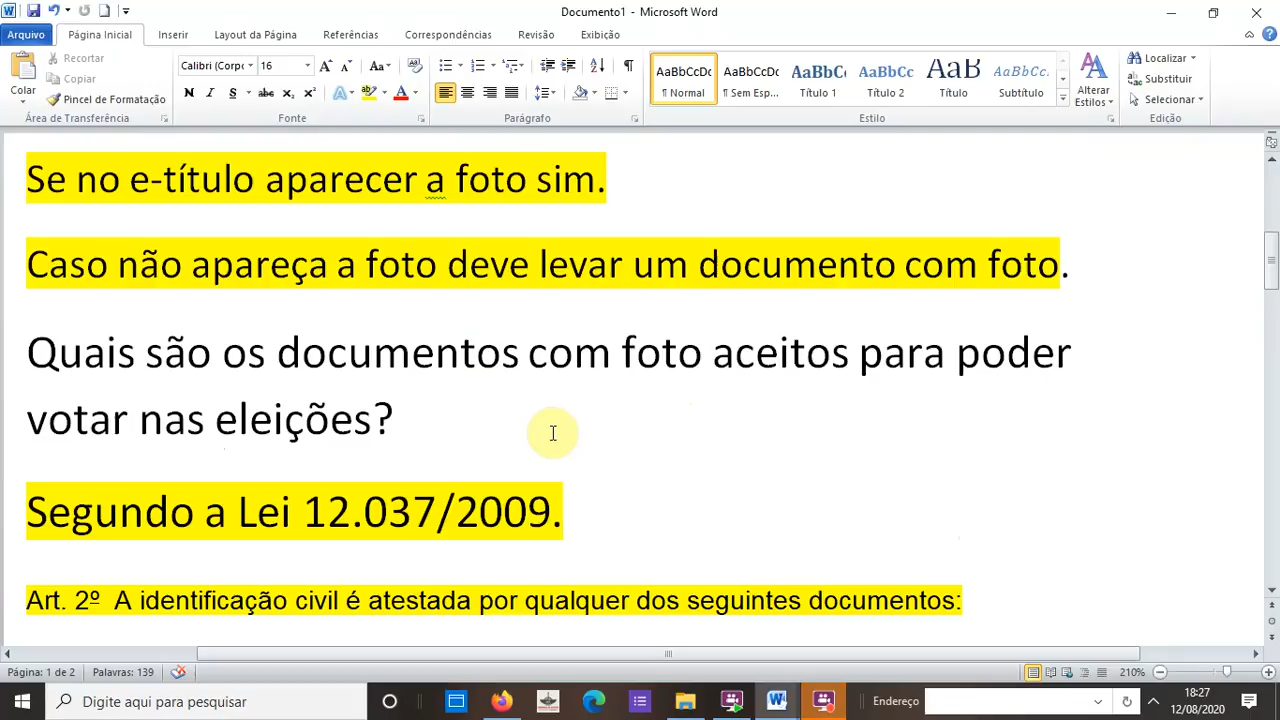 Documento1 - Microsoft Word
Arquivo Página Inicial Inserir Layout da Página Referências Correspondências Revisão Exibição
Colar
Recortar
Copiar
Pincel de Formatação
Área de Transferência
Calibri (Corpo 16
N I S abc x₂ x²
Fonte
Parágrafo
AaBbCcDc AaBbCcDc AaBbC AaBbCc AaB AaBbCc
¶ Normal ¶ Sem Esp... Título 1 Título 2 Título Subtítulo
Alterar Estilos
Estilo
Localizar
Substituir
Selecionar
Edição
Se no e-título aparecer a foto sim.
Caso não apareça a foto deve levar um documento com foto.
Quais são os documentos com foto aceitos para poder
votar nas eleições?
Segundo a Lei 12.037/2009.
Art. 2º A identificação civil é atestada por qualquer dos seguintes documentos:
Página: 1 de 2 Palavras: 139 210%
Digite aqui para pesquisar Endereço 18:27
12/08/2020